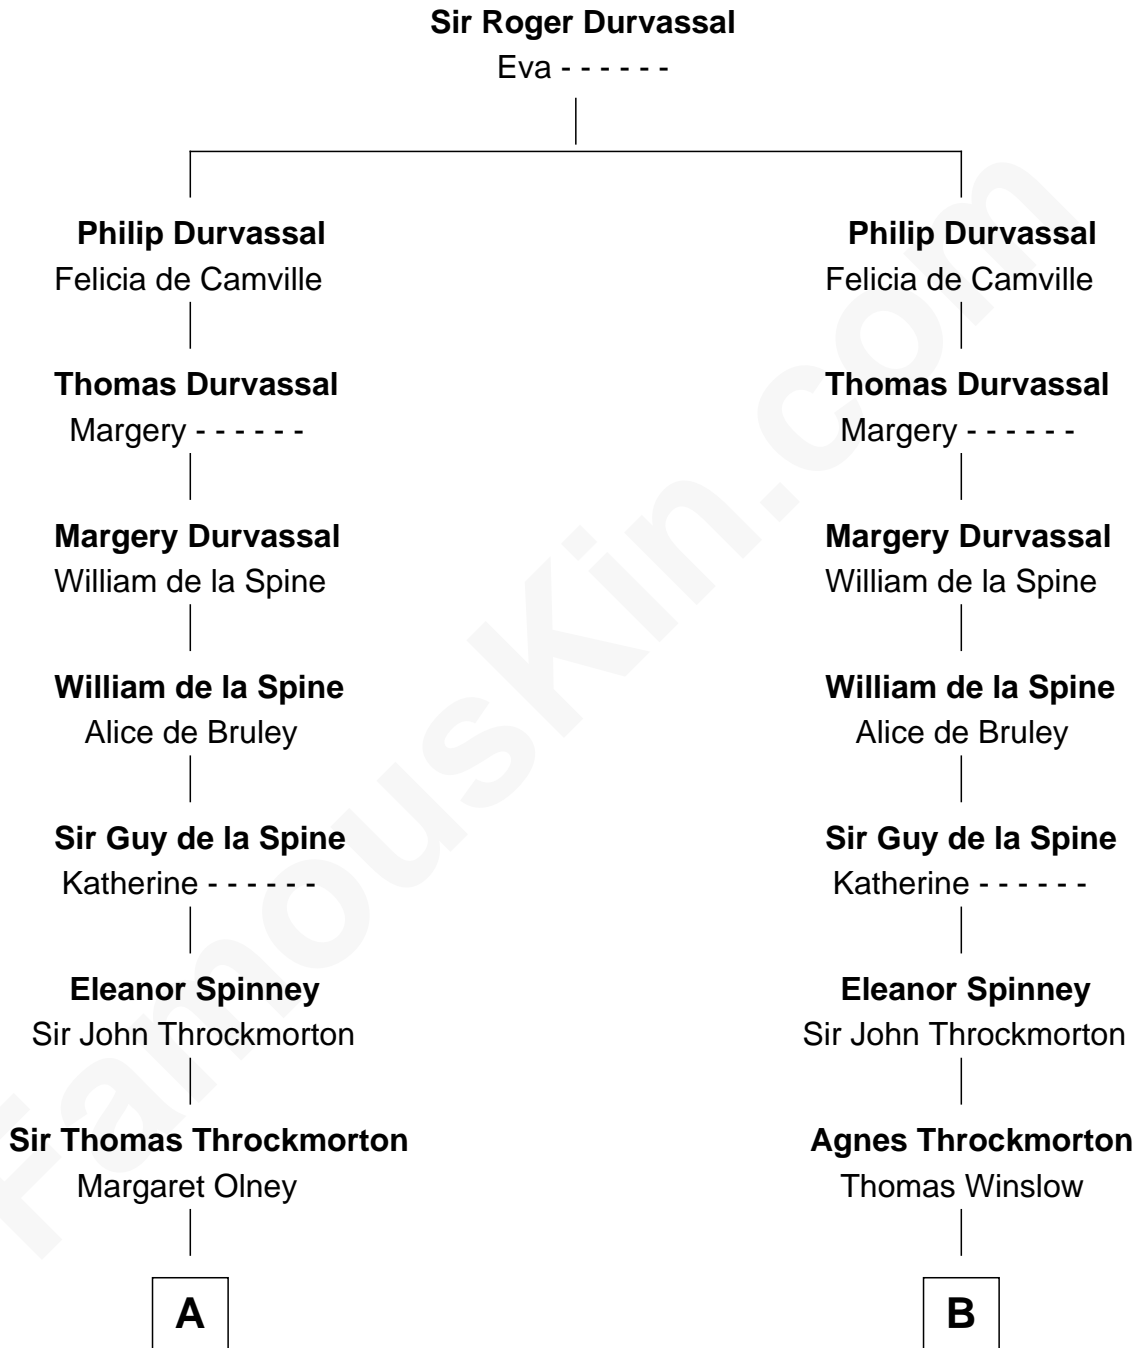 Sir Roger Durvassal
Eva - - - - - -
Philip Durvassal
Felicia de Camville
Thomas Durvassal
Margery - - - - - -
Margery Durvassal
William de la Spine
William de la Spine
Alice de Bruley
Sir Guy de la Spine
Katherine - - - - - -
Eleanor Spinney
Sir John Throckmorton
Sir Thomas Throckmorton
Margaret Olney
A
Philip Durvassal
Felicia de Camville
Thomas Durvassal
Margery - - - - - -
Margery Durvassal
William de la Spine
William de la Spine
Alice de Bruley
Sir Guy de la Spine
Katherine - - - - - -
Eleanor Spinney
Sir John Throckmorton
Agnes Throckmorton
Thomas Winslow
B
FamousKin.com